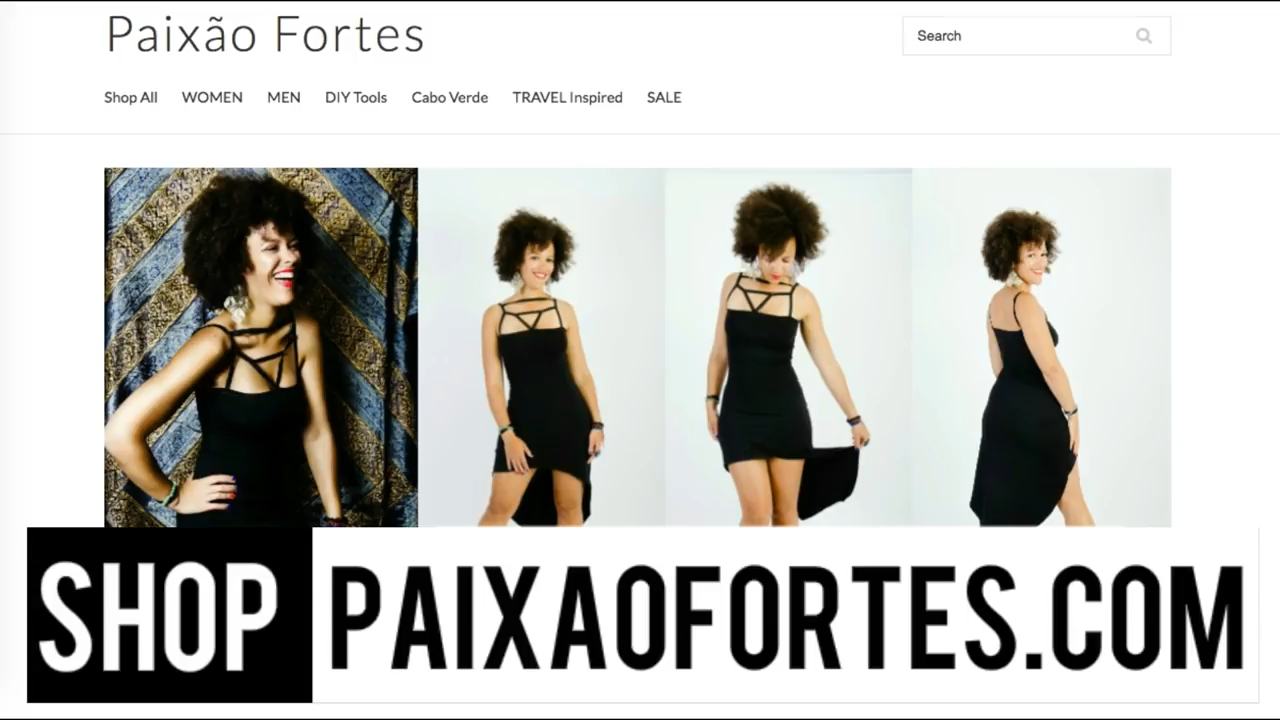 Paixão Fortes
Search
Shop All WOMEN MEN DIY Tools Cabo Verde TRAVEL Inspired SALE
SHOP PAIXAOFORTES.COM